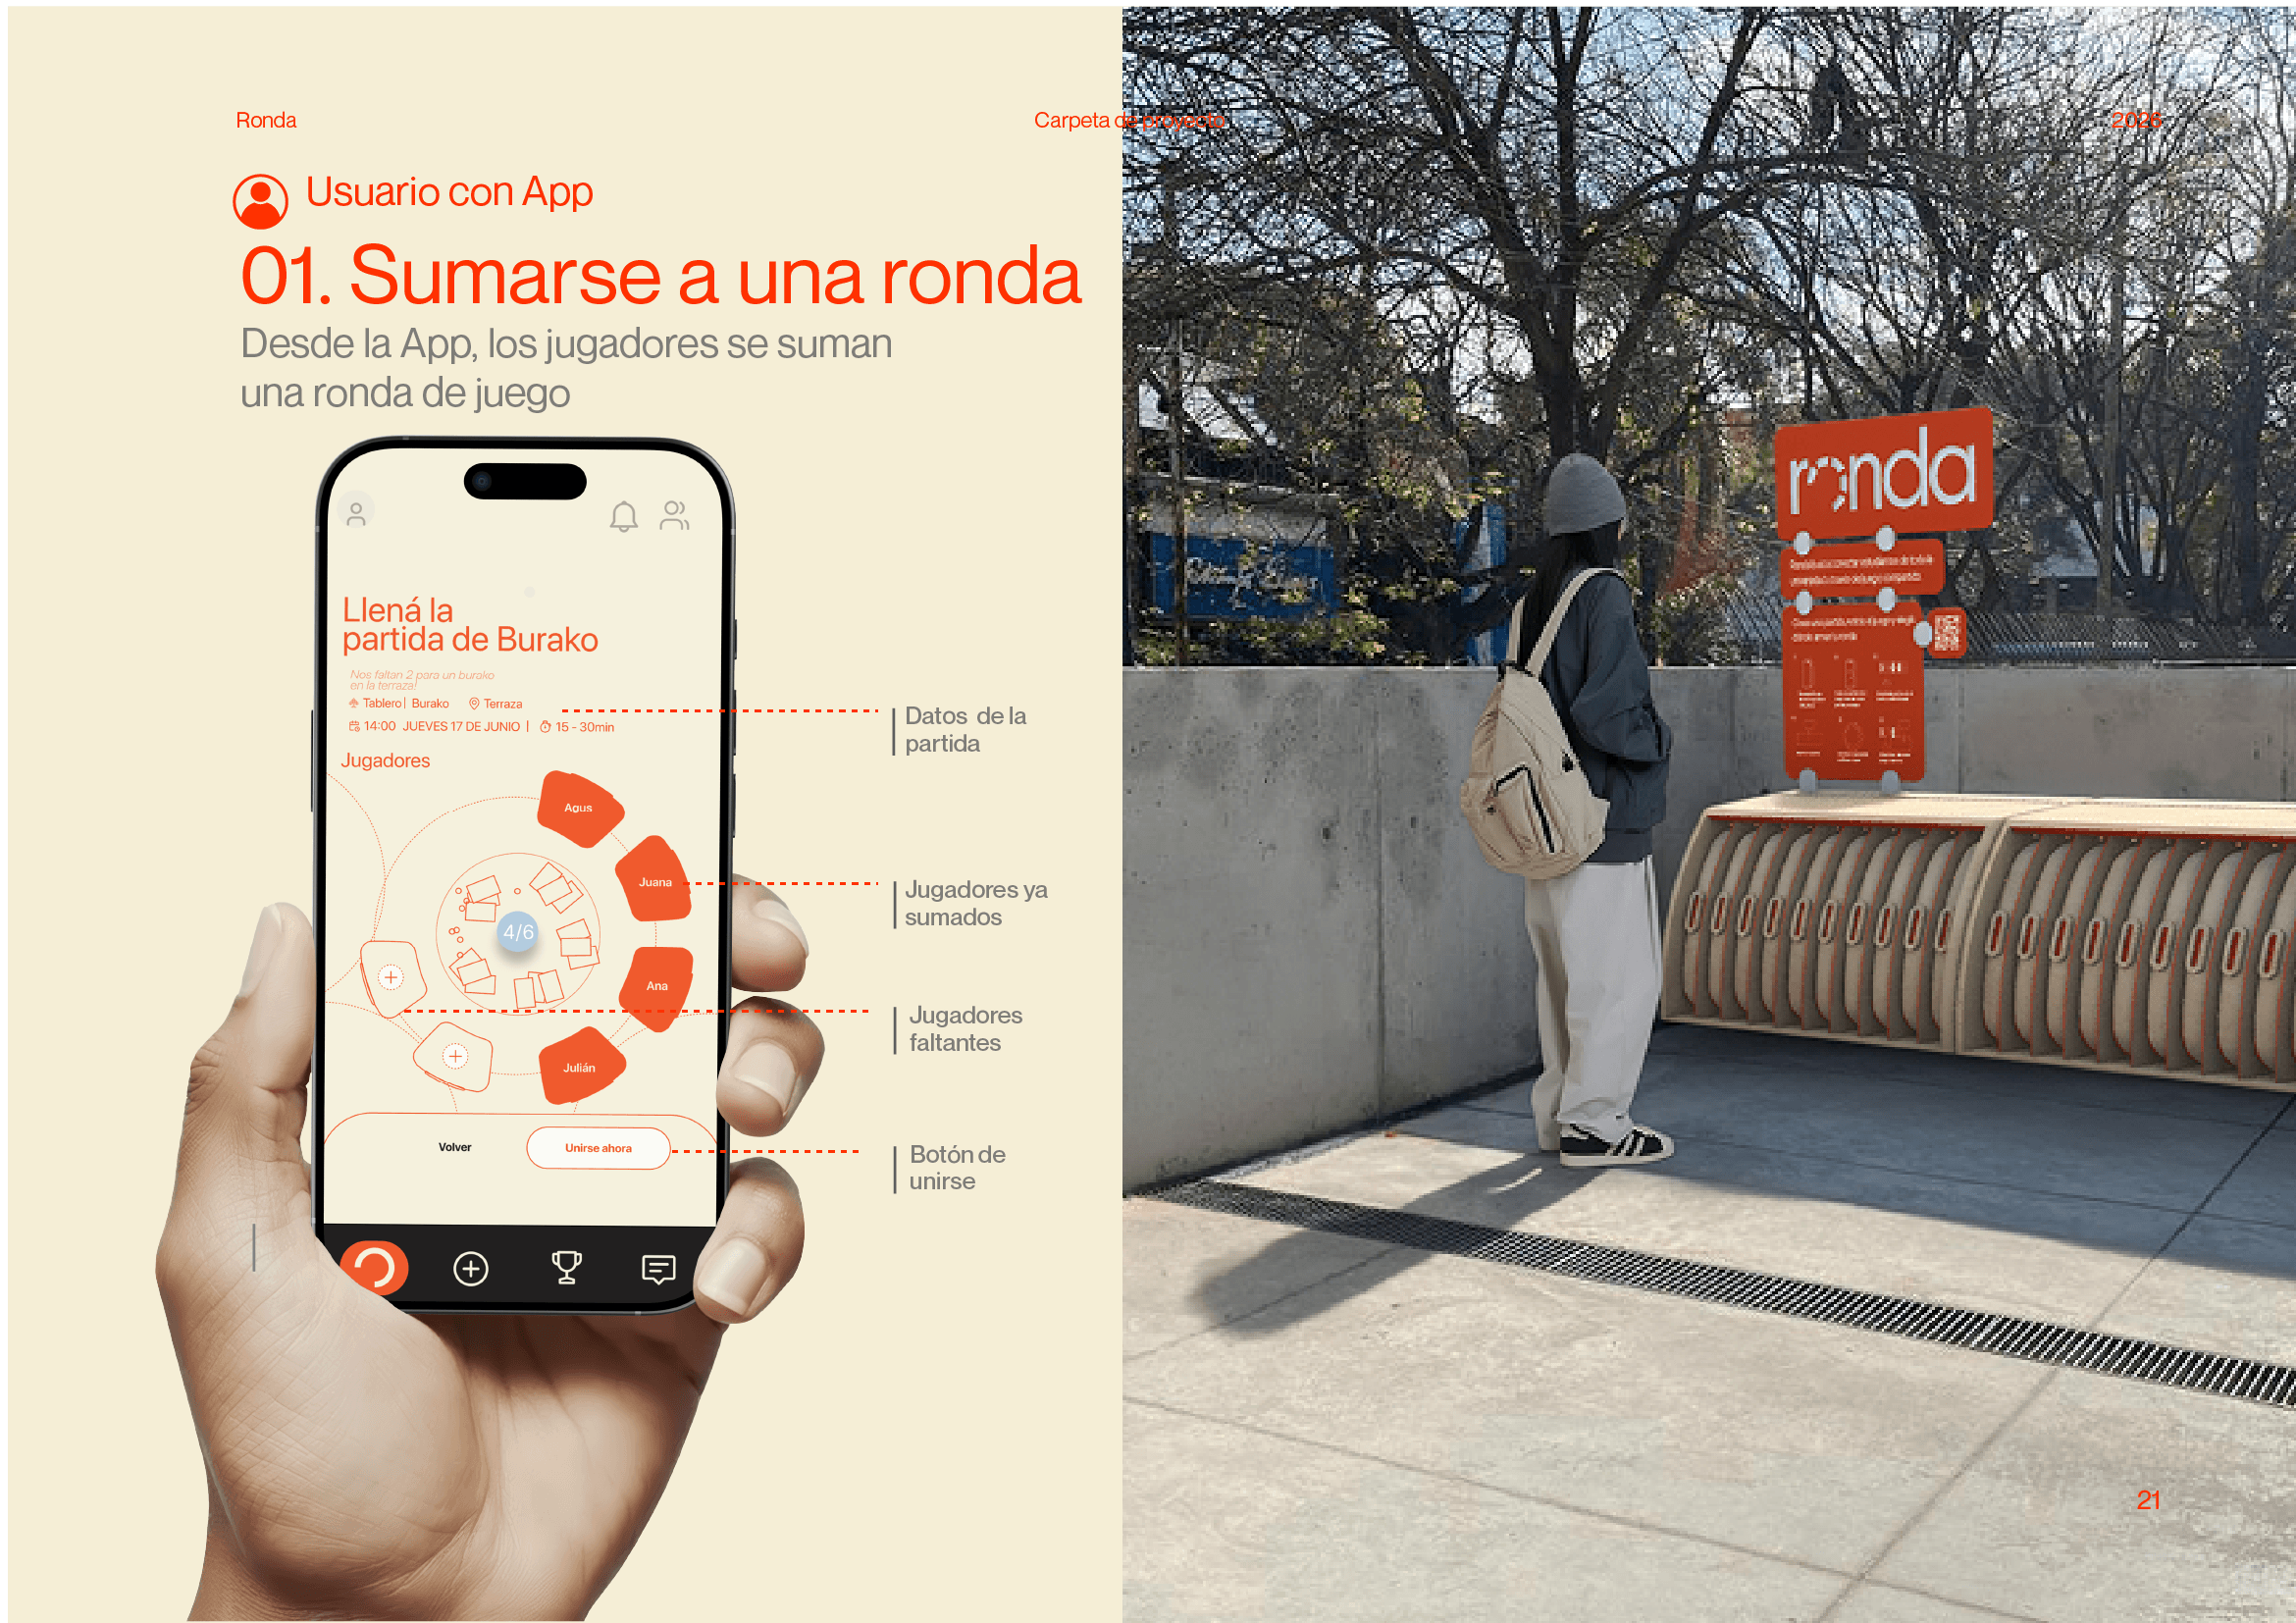 Ronda
Carpeta de proyecto
2026
Usuario con App
01. Sumarse a una ronda
Desde la App, los jugadores se suman
una ronda de juego
Llená la
partida de Burako
Nos faltan 2 para un burako
en la terraza!
Tablero | Burako Terraza
14:00 JUEVES 17 DE JUNIO | 15 - 30min
Jugadores
Agus
Juana
4/6
Ana
Julián
Volver
Unirse ahora
Datos de la
partida
Jugadores ya
sumados
Jugadores
faltantes
Botón de
unirse
ronda
21